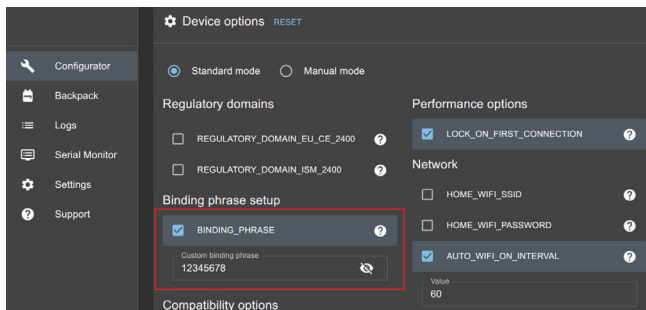 Device options RESET
Configurator
Backpack
Logs
Serial Monitor
Settings
Support
Standard mode Manual mode
Regulatory domains
REGULATORY_DOMAIN_EU_CE_2400
REGULATORY_DOMAIN_ISM_2400
Binding phrase setup
BINDING_PHRASE
Custom binding phrase
12345678
Compatibility options
Performance options
LOCK_ON_FIRST_CONNECTION
Network
HOME_WIFI_SSID
HOME_WIFI_PASSWORD
AUTO_WIFI_ON_INTERVAL
Value
60